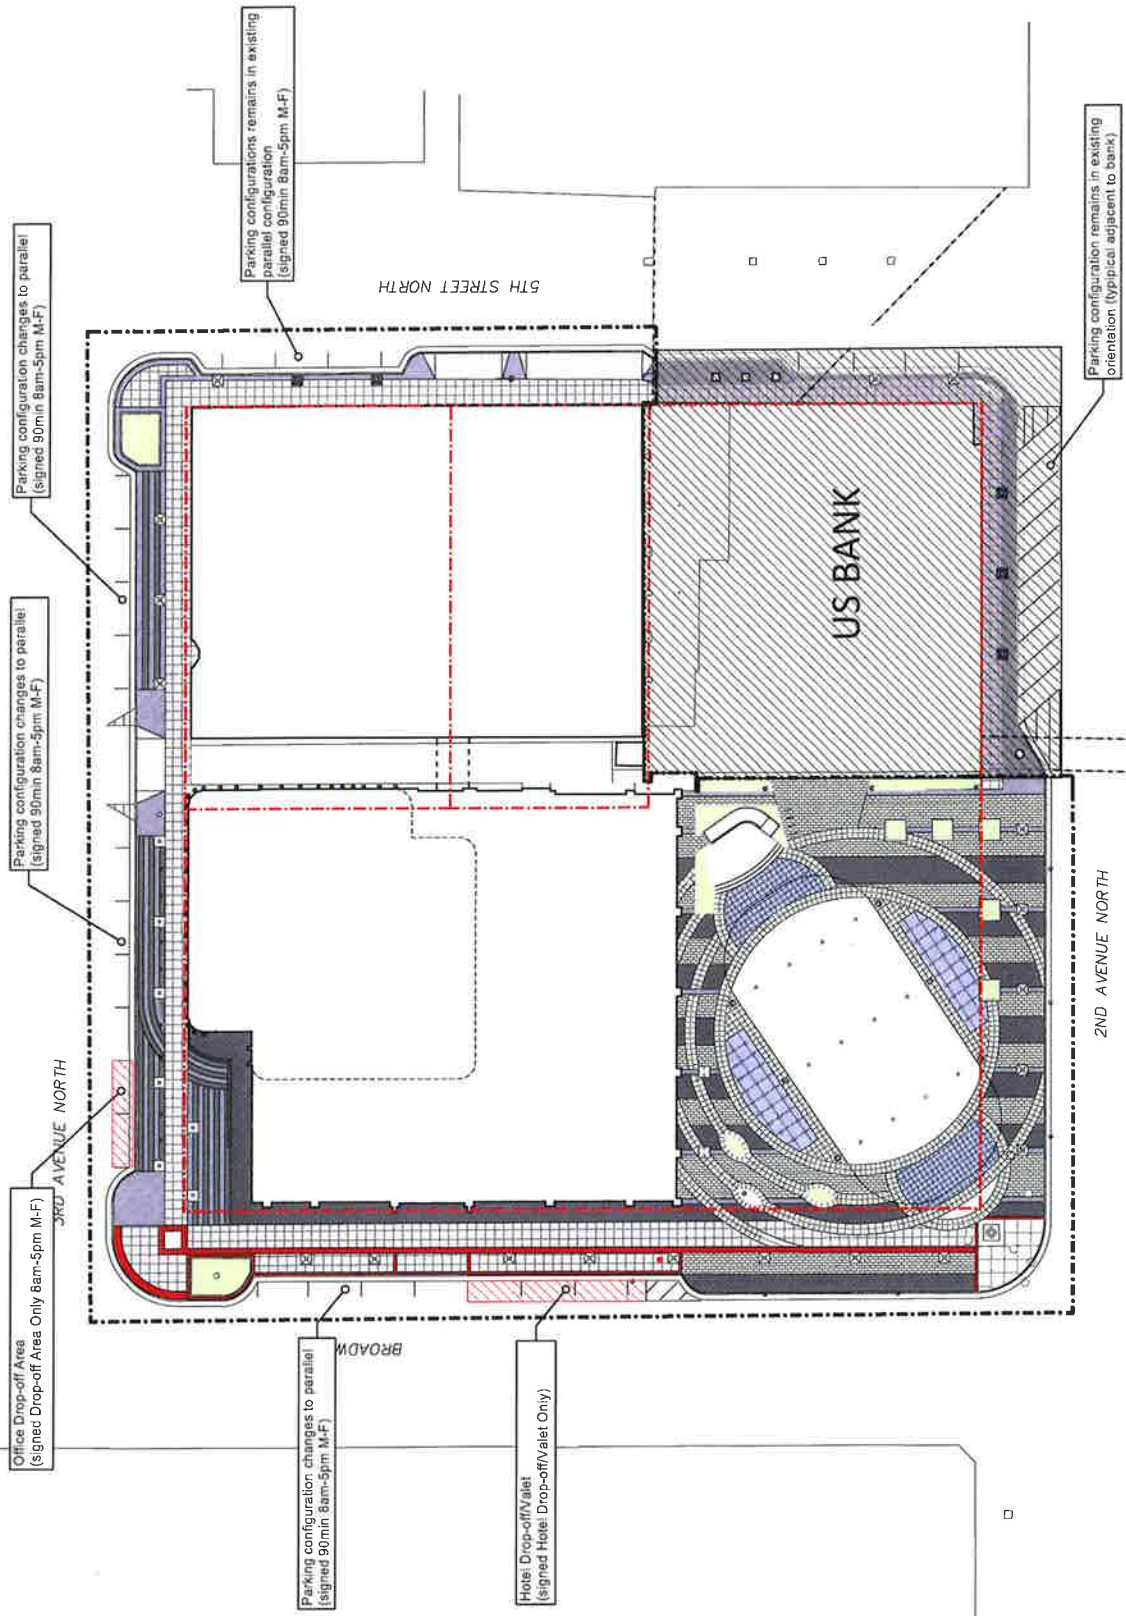 Office Drop-off Area
(signed Drop-off Area Only 8am-5pm M-F)
Parking configuration changes to parallel
(signed 90min 8am-5pm M-F)
Parking configuration changes to parallel
(signed 90min 8am-5pm M-F)
Parking configurations remains in existing
parallel configuration
(signed 90min 8am-5pm M-F)
3RD AVENUE NORTH
5TH STREET NORTH
BROADW
Parking configuration changes to parallel
(signed 90min 8am-5pm M-F)
Hotel Drop-off/Valet
(signed Hotel Drop-off/Valet Only)
US BANK
2ND AVENUE NORTH
Parking configuration remains in existing
orientation (typical adjacent to bank)